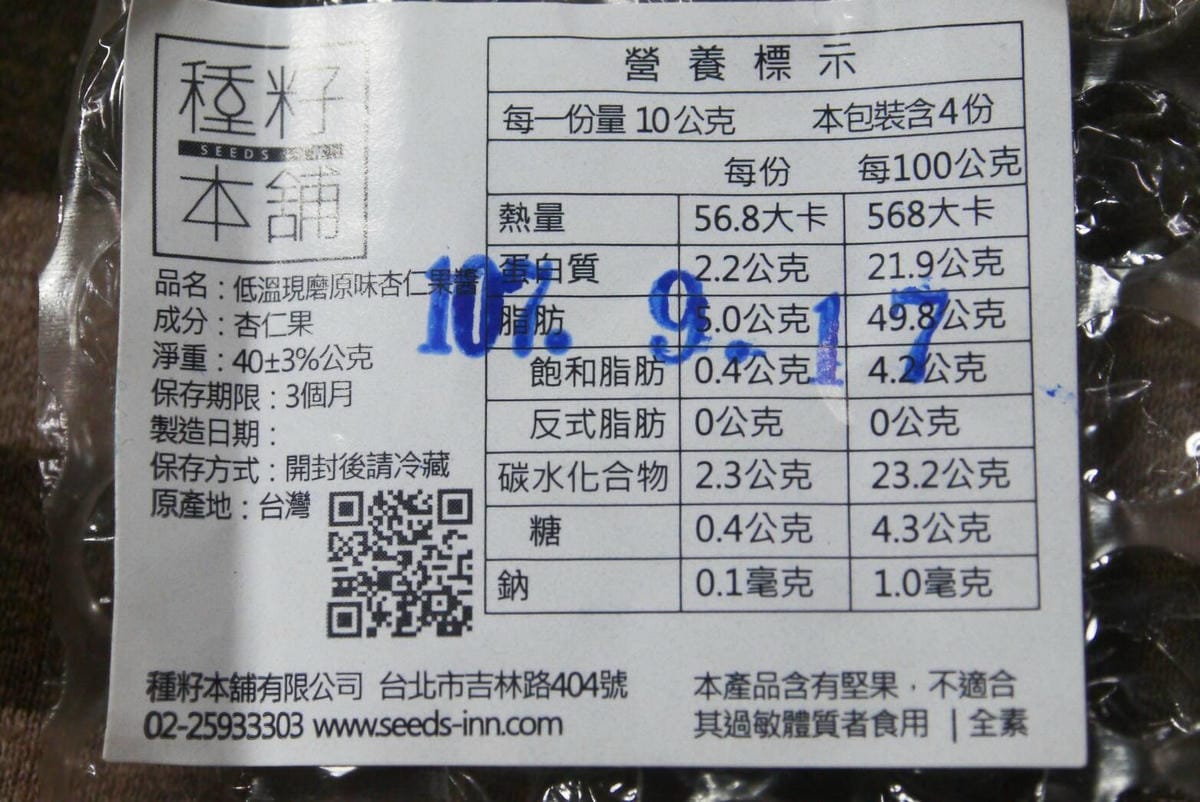 種籽
SEEDS
本舖
品名：低溫現磨原味杏仁果醬
成分：杏仁果
淨重：40±3%公克
保存期限：3個月
製造日期：
保存方式：開封後請冷藏
原產地：台灣
營養標示
每一份量 10公克 本包裝含4份
每份 每100公克
熱量 56.8大卡 568大卡
蛋白質 2.2公克 21.9公克
脂肪 5.0公克 49.8公克
飽和脂肪 0.4公克 4.2公克
反式脂肪 0公克 0公克
碳水化合物 2.3公克 23.2公克
糖 0.4公克 4.3公克
鈉 0.1毫克 1.0毫克
107. 9.17
種籽本舖有限公司 台北市吉林路404號
02-25933303 www.seeds-inn.com
本產品含有堅果，不適合
其過敏體質者食用 | 全素